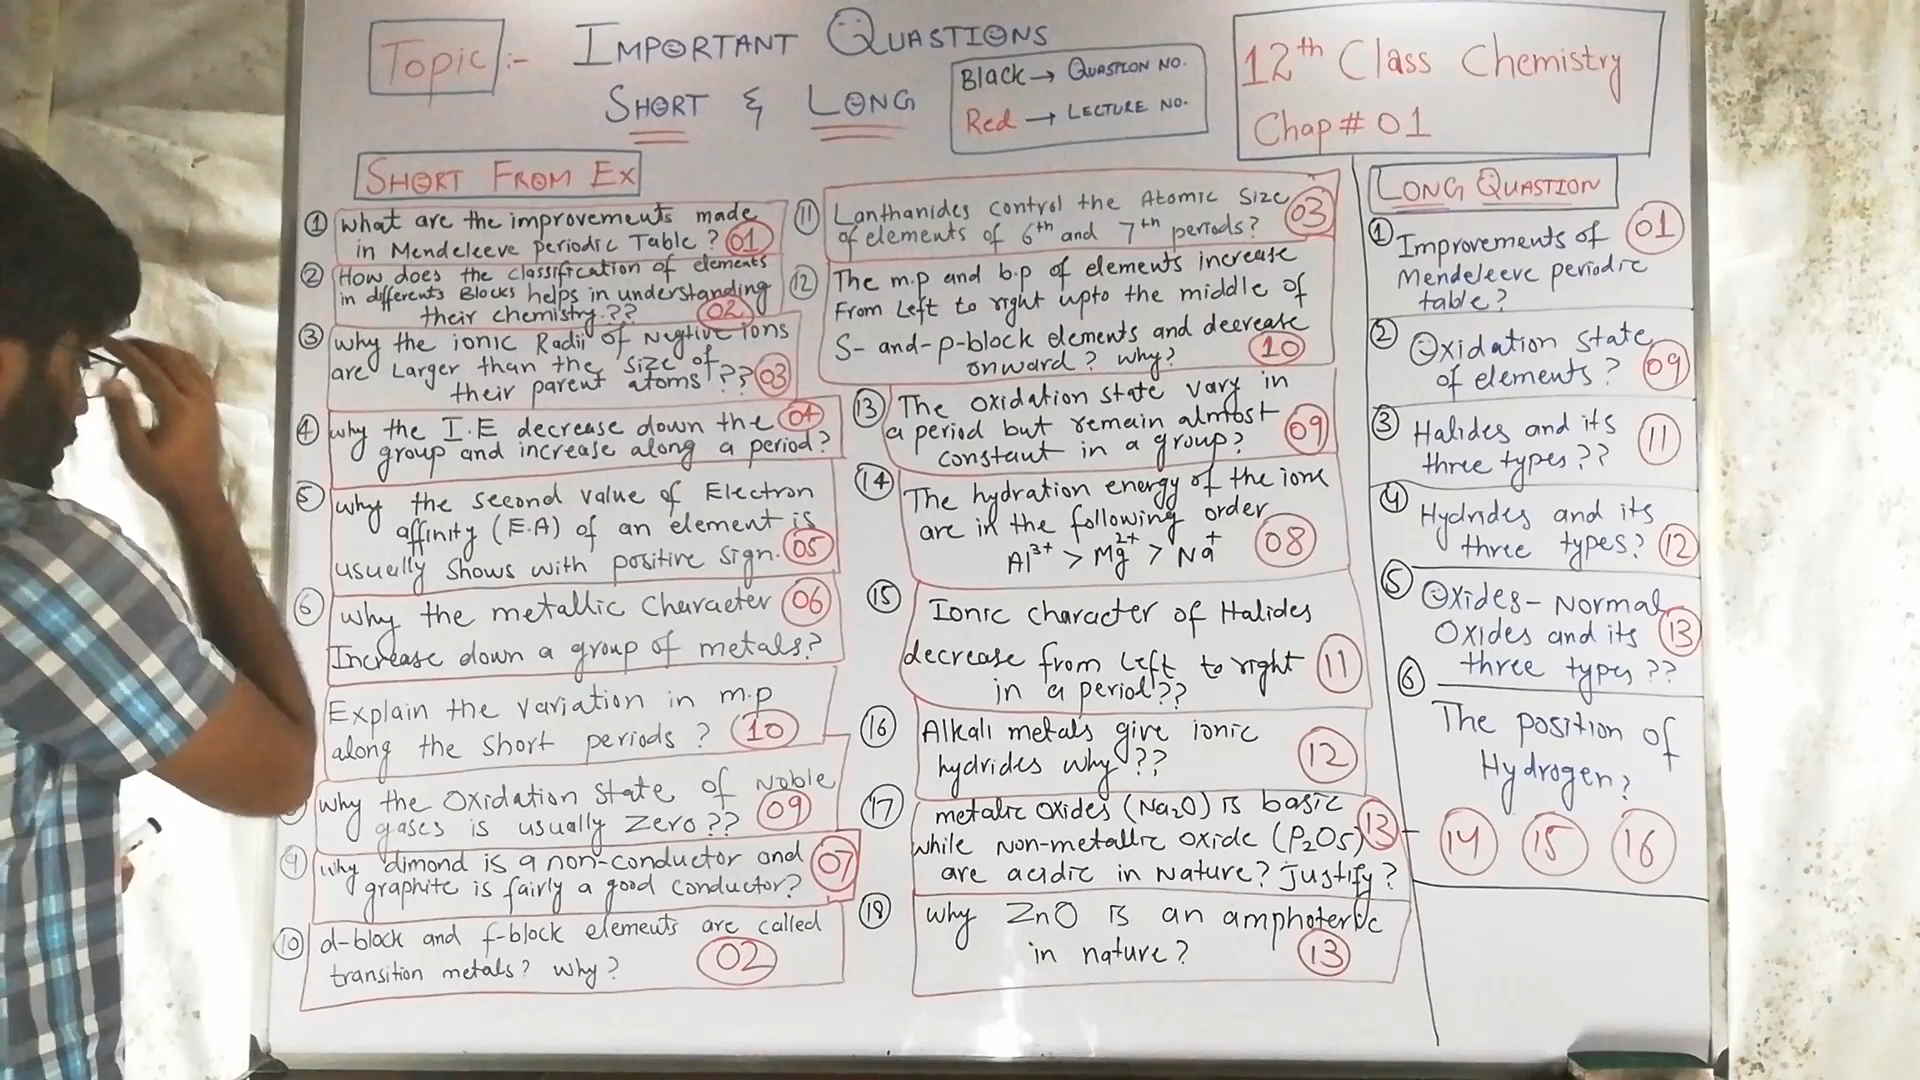 Topic:- IMPORTANT QUASTIONS
SHORT & LONG
Black → QUASTION NO.
Red → LECTURE NO.
12th Class Chemistry
Chap# 01
SHORT FROM EX
① what are the improvements made
in Mendeleeve periodic Table? 01
② How does the classification of elements
in differents Blocks helps in understanding
their chemistry.?? 02
③ why the ionic Radii of Negtive ions
are Larger than the size of
their parent atoms?? 03
④ why the I.E decrease down the 04
group and increase along a period?
⑤ why the second value of Electron
affinity (E.A) of an element is
usually shows with positive sign. 05
⑥ why the metallic character 06
Increase down a group of metals?
Explain the variation in m.p
along the short periods? 10
why the Oxidation state of Noble
gases is usually Zero?? 09
⑨ why dimond is a non-conductor and 07
graphite is fairly a good conductor?
⑩ d-block and f-block elements are called
transition metals? why? 02
⑪ Lanthanides control the Atomic Size 03
of elements of 6th and 7th periods?
⑫ The m.p and b.p of elements increase
From Left to right upto the middle of
S- and-p-block elements and decrease
onward? why? 10
⑬ The oxidation state vary in
a period but remain almost 09
constant in a group?
⑭ The hydration energy of the ions
are in the following order
Al3+ > Mg2+ > Na+ 08
⑮ Ionic character of Halides
decrease from Left to right 11
in a period??
⑯ Alkali metals give ionic
hydrides why?? 12
⑰ metalic oxides (Na2O) is basic
while non-metallic oxide (P2O5) 13
are acidic in Nature? justify?
⑱ why ZnO is an amphoteric
in nature? 13
LONG QUASTION
① Improvements of 01
Mendeleeve periodic
table?
② Oxidation state
of elements? 09
③ Halides and its 11
three types??
④ Hydrides and its
three types? 12
⑤ Oxides-Normal
Oxides and its 13
three types??
⑥ The position of
Hydrogen?
14 15 16